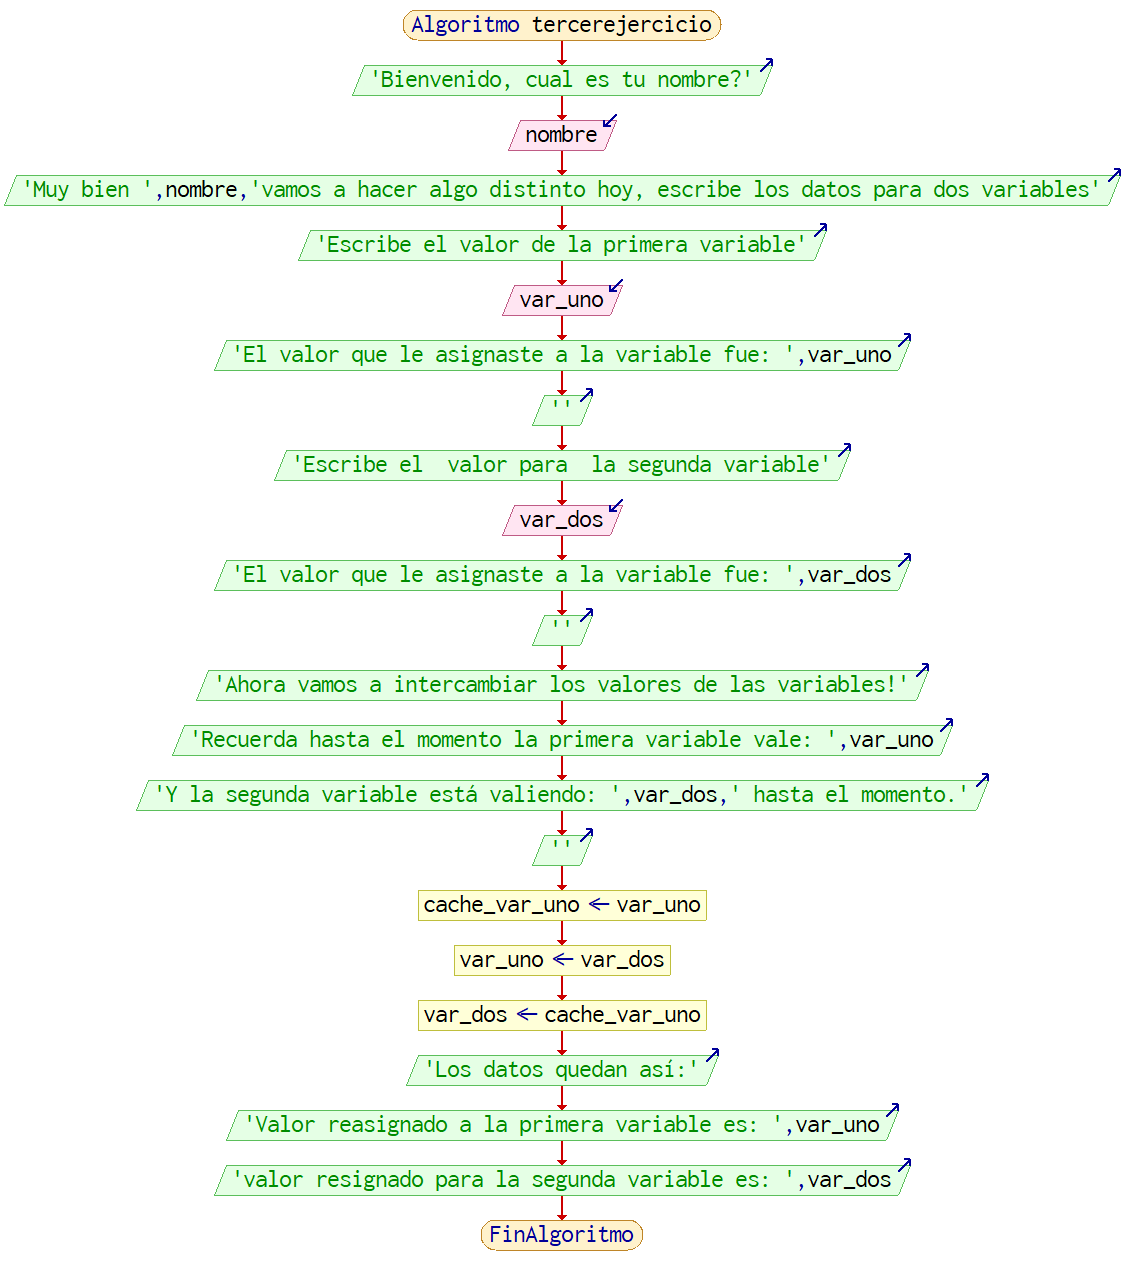 Algoritmo tercerejercicio
'Bienvenido, cual es tu nombre?'
nombre
'Muy bien ',nombre,'vamos a hacer algo distinto hoy, escribe los datos para dos variables'
'Escribe el valor de la primera variable'
var_uno
'El valor que le asignaste a la variable fue: ',var_uno
''
'Escribe el  valor para  la segunda variable'
var_dos
'El valor que le asignaste a la variable fue: ',var_dos
''
'Ahora vamos a intercambiar los valores de las variables!'
'Recuerda hasta el momento la primera variable vale: ',var_uno
'Y la segunda variable está valiendo: ',var_dos,' hasta el momento.'
''
cache_var_uno ← var_uno
var_uno ← var_dos
var_dos ← cache_var_uno
'Los datos quedan así:'
'Valor reasignado a la primera variable es: ',var_uno
'valor resignado para la segunda variable es: ',var_dos
FinAlgoritmo